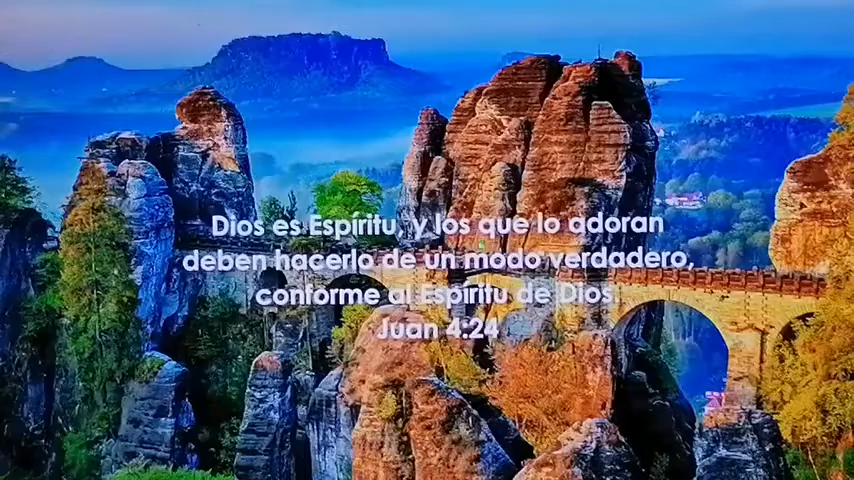 Dios es Espíritu, y los que lo adoran
deben hacerlo de un modo verdadero,
conforme al Espíritu de Dios
Juan 4:24